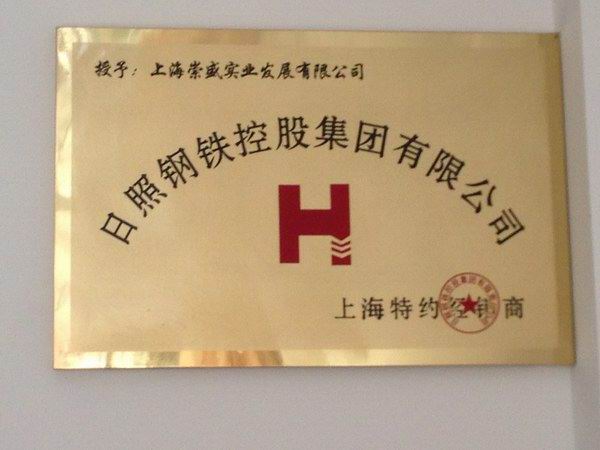 授予：上海崇盛实业发展有限公司
日照钢铁控股集团有限公司
H
上海特约经销商